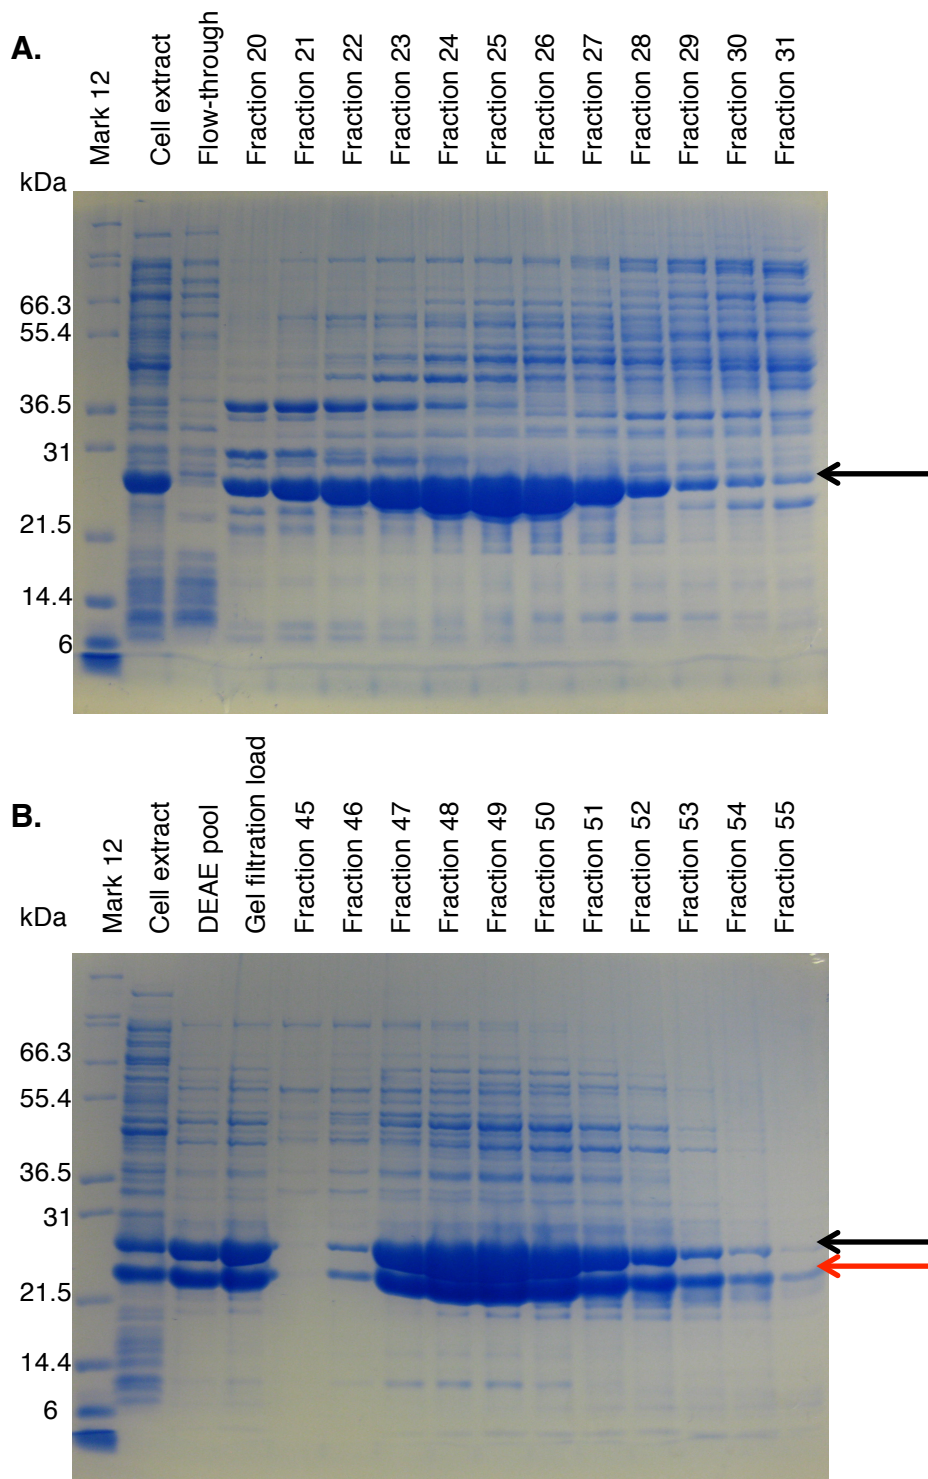 A.
Mark 12
Cell extract
Flow-through
Fraction 20
Fraction 21
Fraction 22
Fraction 23
Fraction 24
Fraction 25
Fraction 26
Fraction 27
Fraction 28
Fraction 29
Fraction 30
Fraction 31
kDa
66.3
55.4
36.5
31
21.5
14.4
6
B.
Mark 12
Cell extract
DEAE pool
Gel filtration load
Fraction 45
Fraction 46
Fraction 47
Fraction 48
Fraction 49
Fraction 50
Fraction 51
Fraction 52
Fraction 53
Fraction 54
Fraction 55
kDa
66.3
55.4
36.5
31
21.5
14.4
6